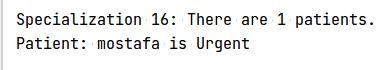 Specialization 16: There are 1 patients.
Patient: mostafa is Urgent